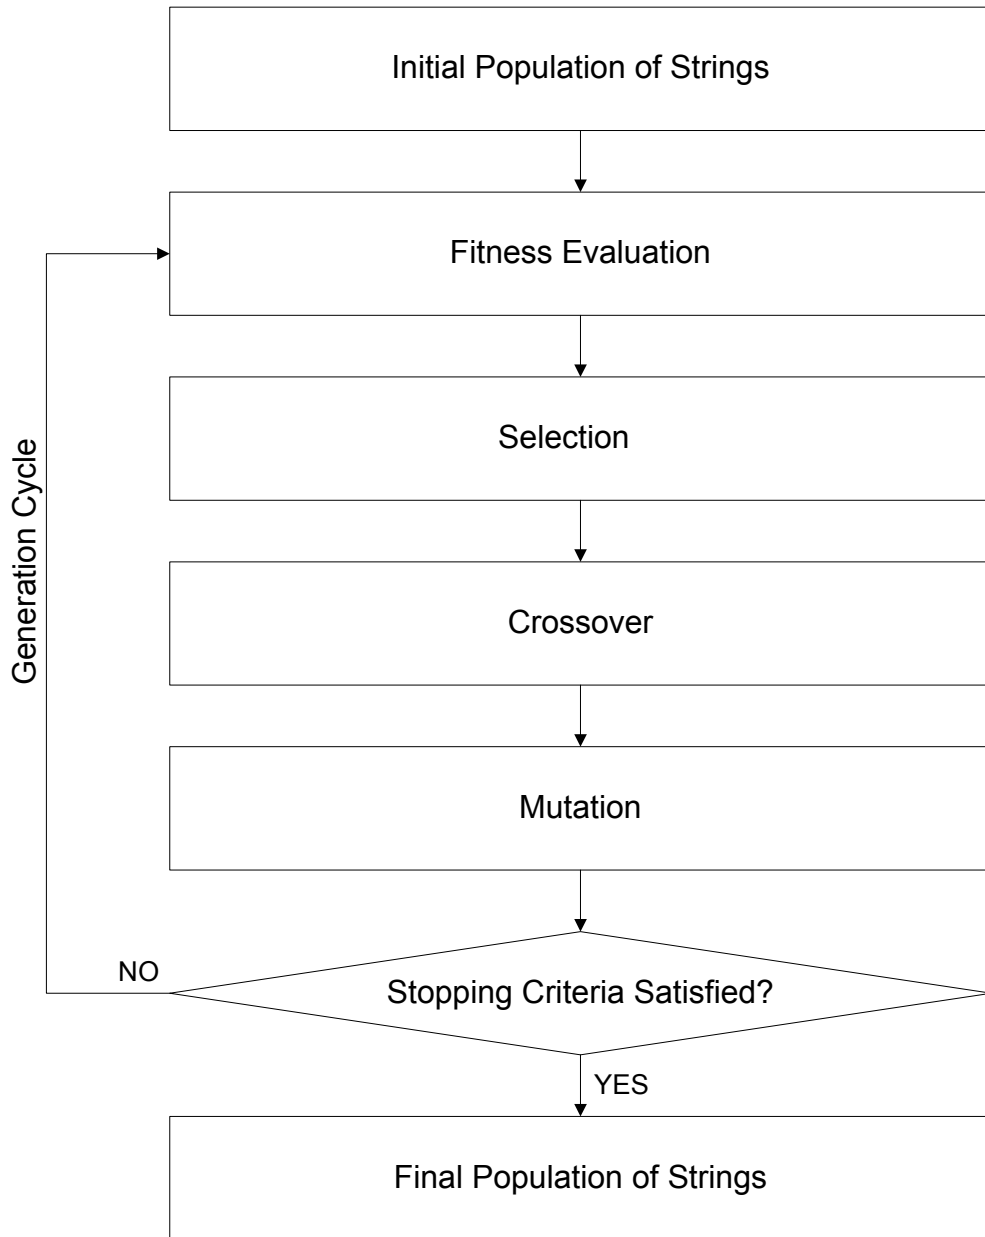 Initial Population of Strings
Fitness Evaluation
Selection
Generation Cycle
Crossover
Mutation
NO
Stopping Criteria Satisfied?
YES
Final Population of Strings